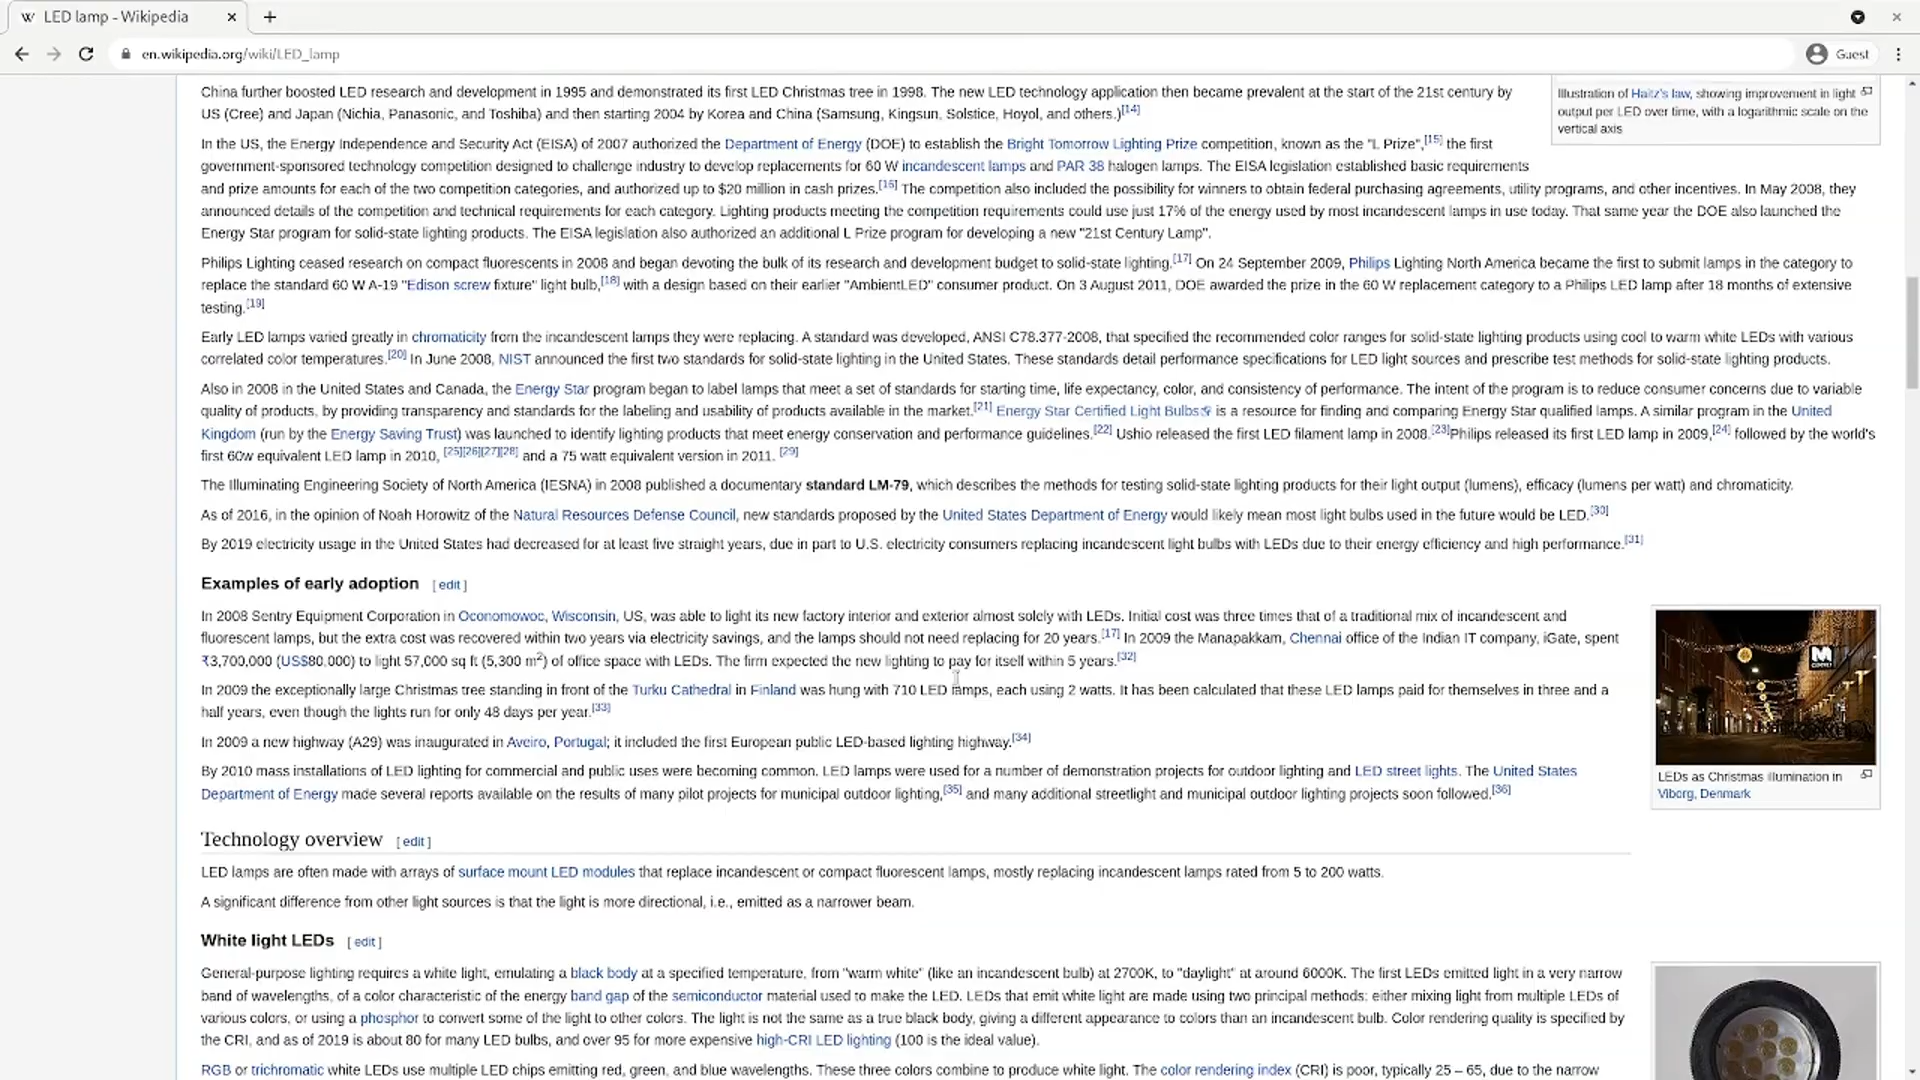 LED lamp - Wikipedia
en.wikipedia.org/wiki/LED_lamp
Guest
China further boosted LED research and development in 1995 and demonstrated its first LED Christmas tree in 1998. The new LED technology application then became prevalent at the start of the 21st century by
US (Cree) and Japan (Nichia, Panasonic, and Toshiba) and then starting 2004 by Korea and China (Samsung, Kingsun, Solstice, Hoyol, and others.)[14]
Illustration of Haitz's law, showing improvement in light
output per LED over time, with a logarithmic scale on the
vertical axis
In the US, the Energy Independence and Security Act (EISA) of 2007 authorized the Department of Energy (DOE) to establish the Bright Tomorrow Lighting Prize competition, known as the "L Prize",[15] the first
government-sponsored technology competition designed to challenge industry to develop replacements for 60 W incandescent lamps and PAR 38 halogen lamps. The EISA legislation established basic requirements
and prize amounts for each of the two competition categories, and authorized up to $20 million in cash prizes.[16] The competition also included the possibility for winners to obtain federal purchasing agreements, utility programs, and other incentives. In May 2008, they
announced details of the competition and technical requirements for each category. Lighting products meeting the competition requirements could use just 17% of the energy used by most incandescent lamps in use today. That same year the DOE also launched the
Energy Star program for solid-state lighting products. The EISA legislation also authorized an additional L Prize program for developing a new "21st Century Lamp".
Philips Lighting ceased research on compact fluorescents in 2008 and began devoting the bulk of its research and development budget to solid-state lighting.[17] On 24 September 2009, Philips Lighting North America became the first to submit lamps in the category to
replace the standard 60 W A-19 "Edison screw fixture" light bulb,[18] with a design based on their earlier "AmbientLED" consumer product. On 3 August 2011, DOE awarded the prize in the 60 W replacement category to a Philips LED lamp after 18 months of extensive
testing.[19]
Early LED lamps varied greatly in chromaticity from the incandescent lamps they were replacing. A standard was developed, ANSI C78.377-2008, that specified the recommended color ranges for solid-state lighting products using cool to warm white LEDs with various
correlated color temperatures.[20] In June 2008, NIST announced the first two standards for solid-state lighting in the United States. These standards detail performance specifications for LED light sources and prescribe test methods for solid-state lighting products.
Also in 2008 in the United States and Canada, the Energy Star program began to label lamps that meet a set of standards for starting time, life expectancy, color, and consistency of performance. The intent of the program is to reduce consumer concerns due to variable
quality of products, by providing transparency and standards for the labeling and usability of products available in the market.[21] Energy Star Certified Light Bulbs is a resource for finding and comparing Energy Star qualified lamps. A similar program in the United
Kingdom (run by the Energy Saving Trust) was launched to identify lighting products that meet energy conservation and performance guidelines.[22] Ushio released the first LED filament lamp in 2008.[23]Philips released its first LED lamp in 2009,[24] followed by the world's
first 60w equivalent LED lamp in 2010, [25][26][27][28] and a 75 watt equivalent version in 2011. [29]
The Illuminating Engineering Society of North America (IESNA) in 2008 published a documentary standard LM-79, which describes the methods for testing solid-state lighting products for their light output (lumens), efficacy (lumens per watt) and chromaticity.
As of 2016, in the opinion of Noah Horowitz of the Natural Resources Defense Council, new standards proposed by the United States Department of Energy would likely mean most light bulbs used in the future would be LED.[30]
By 2019 electricity usage in the United States had decreased for at least five straight years, due in part to U.S. electricity consumers replacing incandescent light bulbs with LEDs due to their energy efficiency and high performance.[31]
Examples of early adoption [ edit ]
In 2008 Sentry Equipment Corporation in Oconomowoc, Wisconsin, US, was able to light its new factory interior and exterior almost solely with LEDs. Initial cost was three times that of a traditional mix of incandescent and
fluorescent lamps, but the extra cost was recovered within two years via electricity savings, and the lamps should not need replacing for 20 years.[17] In 2009 the Manapakkam, Chennai office of the Indian IT company, iGate, spent
₹3,700,000 (US$80,000) to light 57,000 sq ft (5,300 m2) of office space with LEDs. The firm expected the new lighting to pay for itself within 5 years.[32]
In 2009 the exceptionally large Christmas tree standing in front of the Turku Cathedral in Finland was hung with 710 LED lamps, each using 2 watts. It has been calculated that these LED lamps paid for themselves in three and a
half years, even though the lights run for only 48 days per year.[33]
In 2009 a new highway (A29) was inaugurated in Aveiro, Portugal; it included the first European public LED-based lighting highway.[34]
By 2010 mass installations of LED lighting for commercial and public uses were becoming common. LED lamps were used for a number of demonstration projects for outdoor lighting and LED street lights. The United States
Department of Energy made several reports available on the results of many pilot projects for municipal outdoor lighting,[35] and many additional streetlight and municipal outdoor lighting projects soon followed.[36]
M
LEDs as Christmas illumination in
Viborg, Denmark
Technology overview [ edit ]
LED lamps are often made with arrays of surface mount LED modules that replace incandescent or compact fluorescent lamps, mostly replacing incandescent lamps rated from 5 to 200 watts.
A significant difference from other light sources is that the light is more directional, i.e., emitted as a narrower beam.
White light LEDs [ edit ]
General-purpose lighting requires a white light, emulating a black body at a specified temperature, from "warm white" (like an incandescent bulb) at 2700K, to "daylight" at around 6000K. The first LEDs emitted light in a very narrow
band of wavelengths, of a color characteristic of the energy band gap of the semiconductor material used to make the LED. LEDs that emit white light are made using two principal methods: either mixing light from multiple LEDs of
various colors, or using a phosphor to convert some of the light to other colors. The light is not the same as a true black body, giving a different appearance to colors than an incandescent bulb. Color rendering quality is specified by
the CRI, and as of 2019 is about 80 for many LED bulbs, and over 95 for more expensive high-CRI LED lighting (100 is the ideal value).
RGB or trichromatic white LEDs use multiple LED chips emitting red, green, and blue wavelengths. These three colors combine to produce white light. The color rendering index (CRI) is poor, typically 25 – 65, due to the narrow